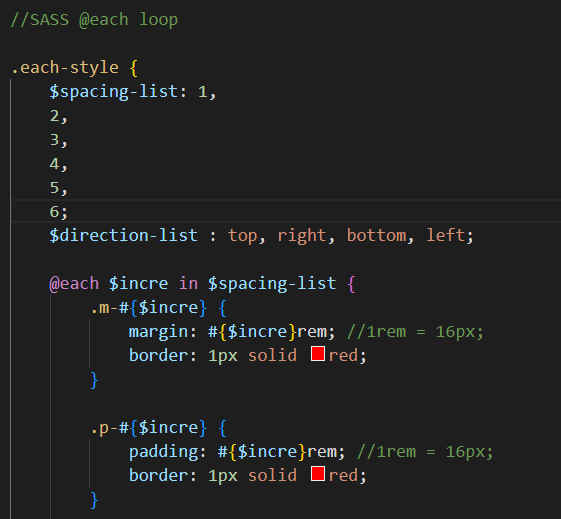 //SASS @each loop
.each-style {
$spacing-list: 1,
2,
3,
4,
5,
6;
$direction-list : top, right, bottom, left;
@each $incre in $spacing-list {
.m-#{$incre} {
margin: #{$incre}rem; //1rem = 16px;
border: 1px solid red;
}
.p-#{$incre} {
padding: #{$incre}rem; //1rem = 16px;
border: 1px solid red;
}